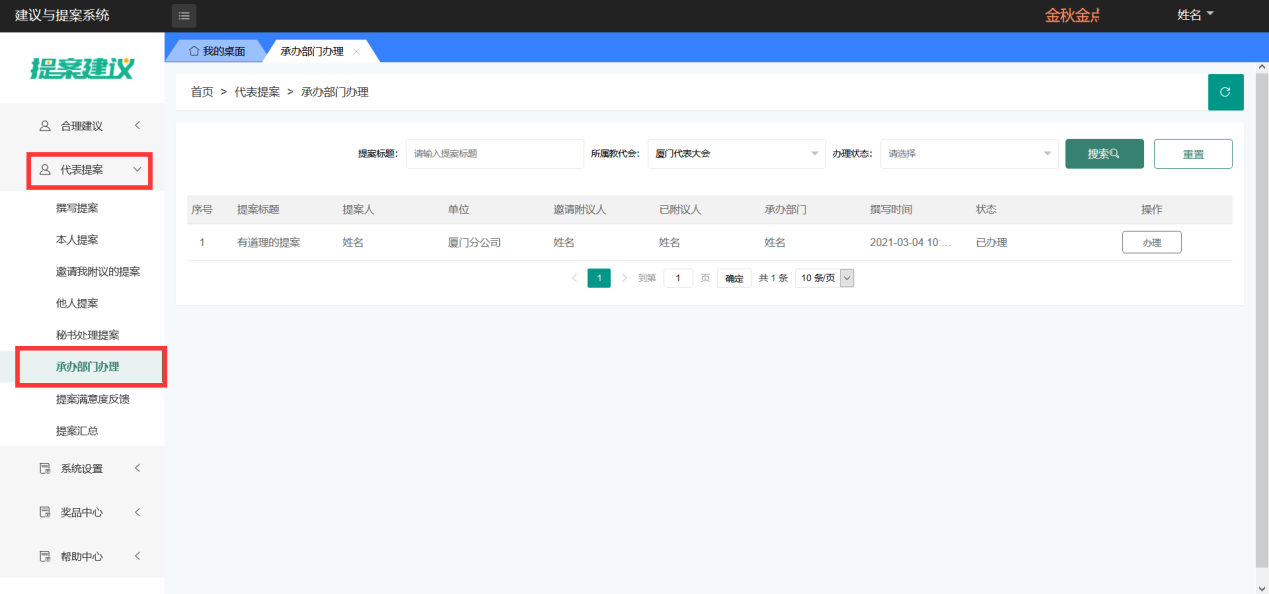 建议与提案系统
金秋金点
姓名
提案建议
我的桌面
承办部门办理
首页 > 代表提案 > 承办部门办理
合理建议
代表提案
撰写提案
本人提案
邀请我附议的提案
他人提案
秘书处理提案
承办部门办理
提案满意度反馈
提案汇总
系统设置
奖品中心
帮助中心
提案标题: 请输入提案标题 所属教代会: 厦门代表大会 办理状态: 请选择 搜索 重置
序号 提案标题 提案人 单位 邀请附议人 已附议人 承办部门 撰写时间 状态 操作
1 有道理的提案 姓名 厦门分公司 姓名 姓名 姓名 2021-03-04 10:... 已办理 办理
< 1 > 到第 1 页 确定 共 1 条 10 条/页